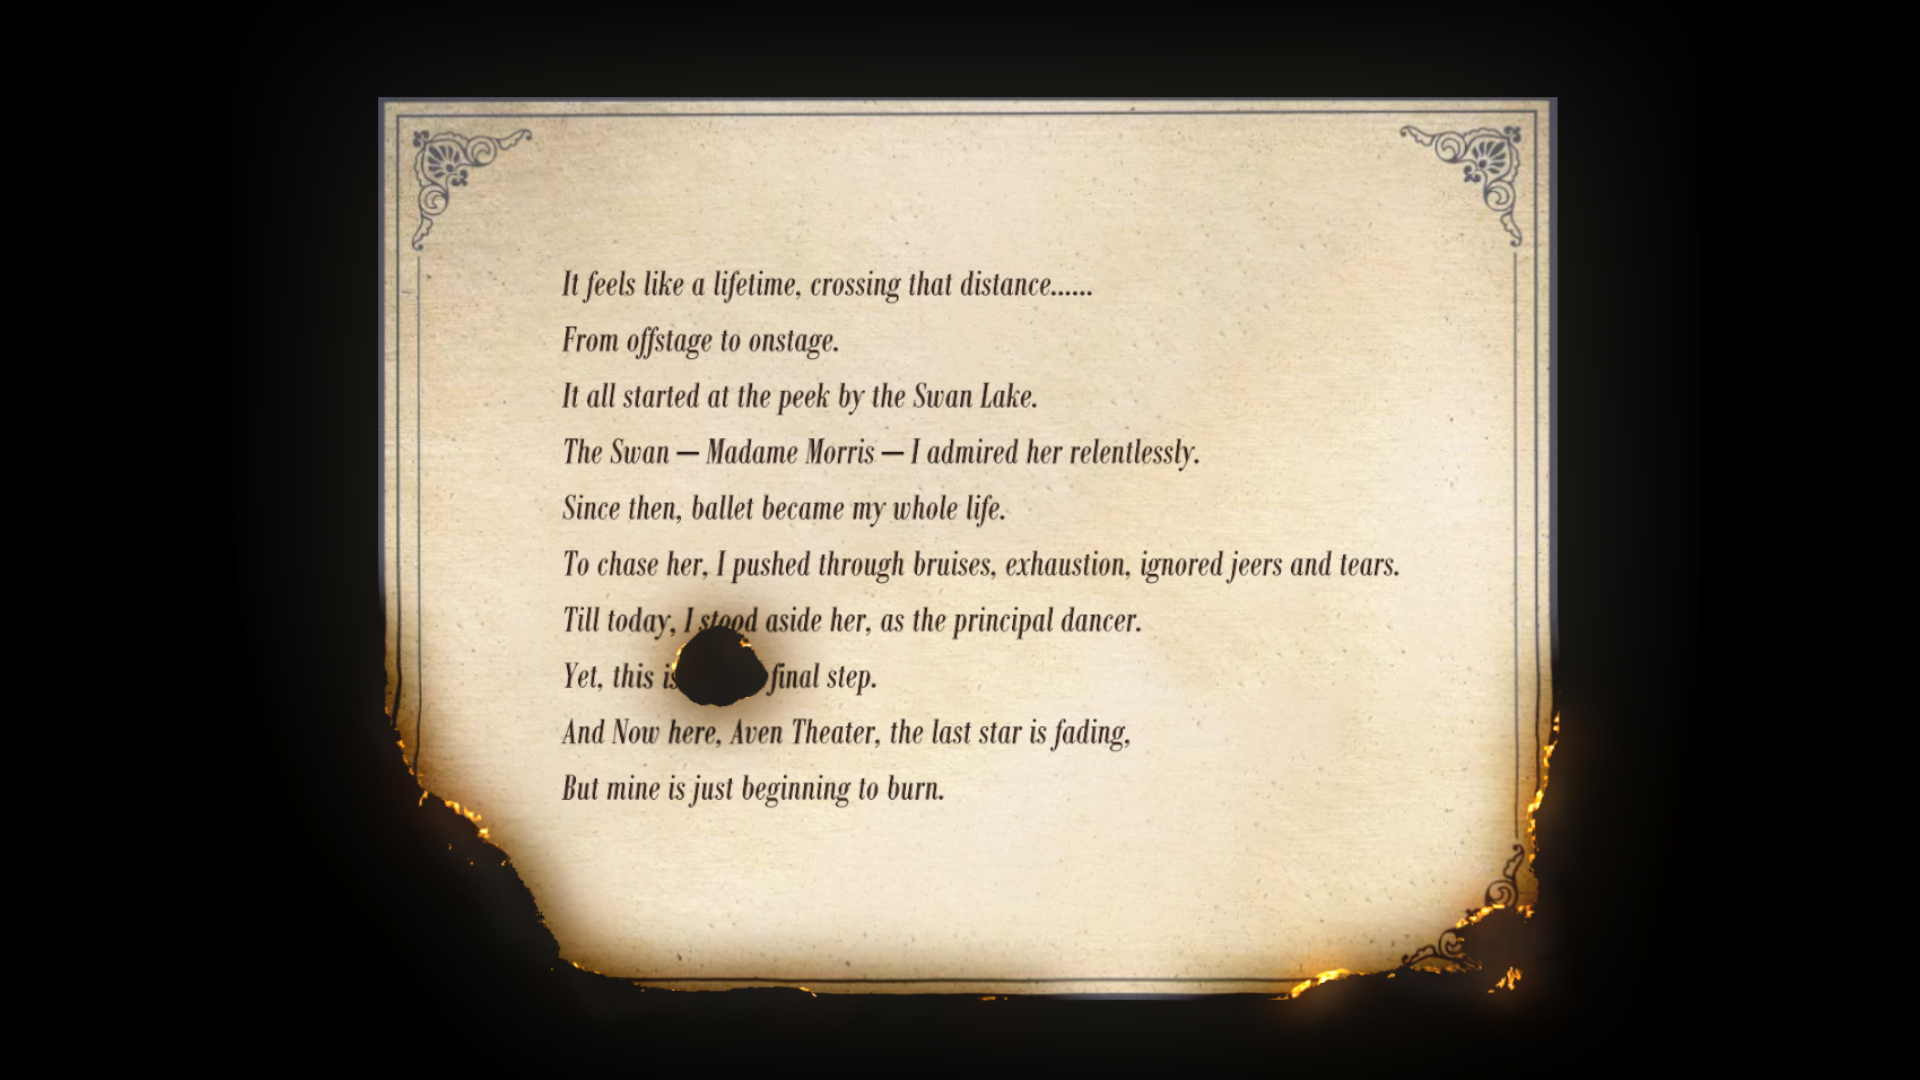 It feels like a lifetime, crossing that distance......
From offstage to onstage.
It all started at the peek by the Swan Lake.
The Swan — Madame Morris — I admired her relentlessly.
Since then, ballet became my whole life.
To chase her, I pushed through bruises, exhaustion, ignored jeers and tears.
Till today, I stood aside her, as the principal dancer.
Yet, this is final step.
And Now here, Aven Theater, the last star is fading,
But mine is just beginning to burn.